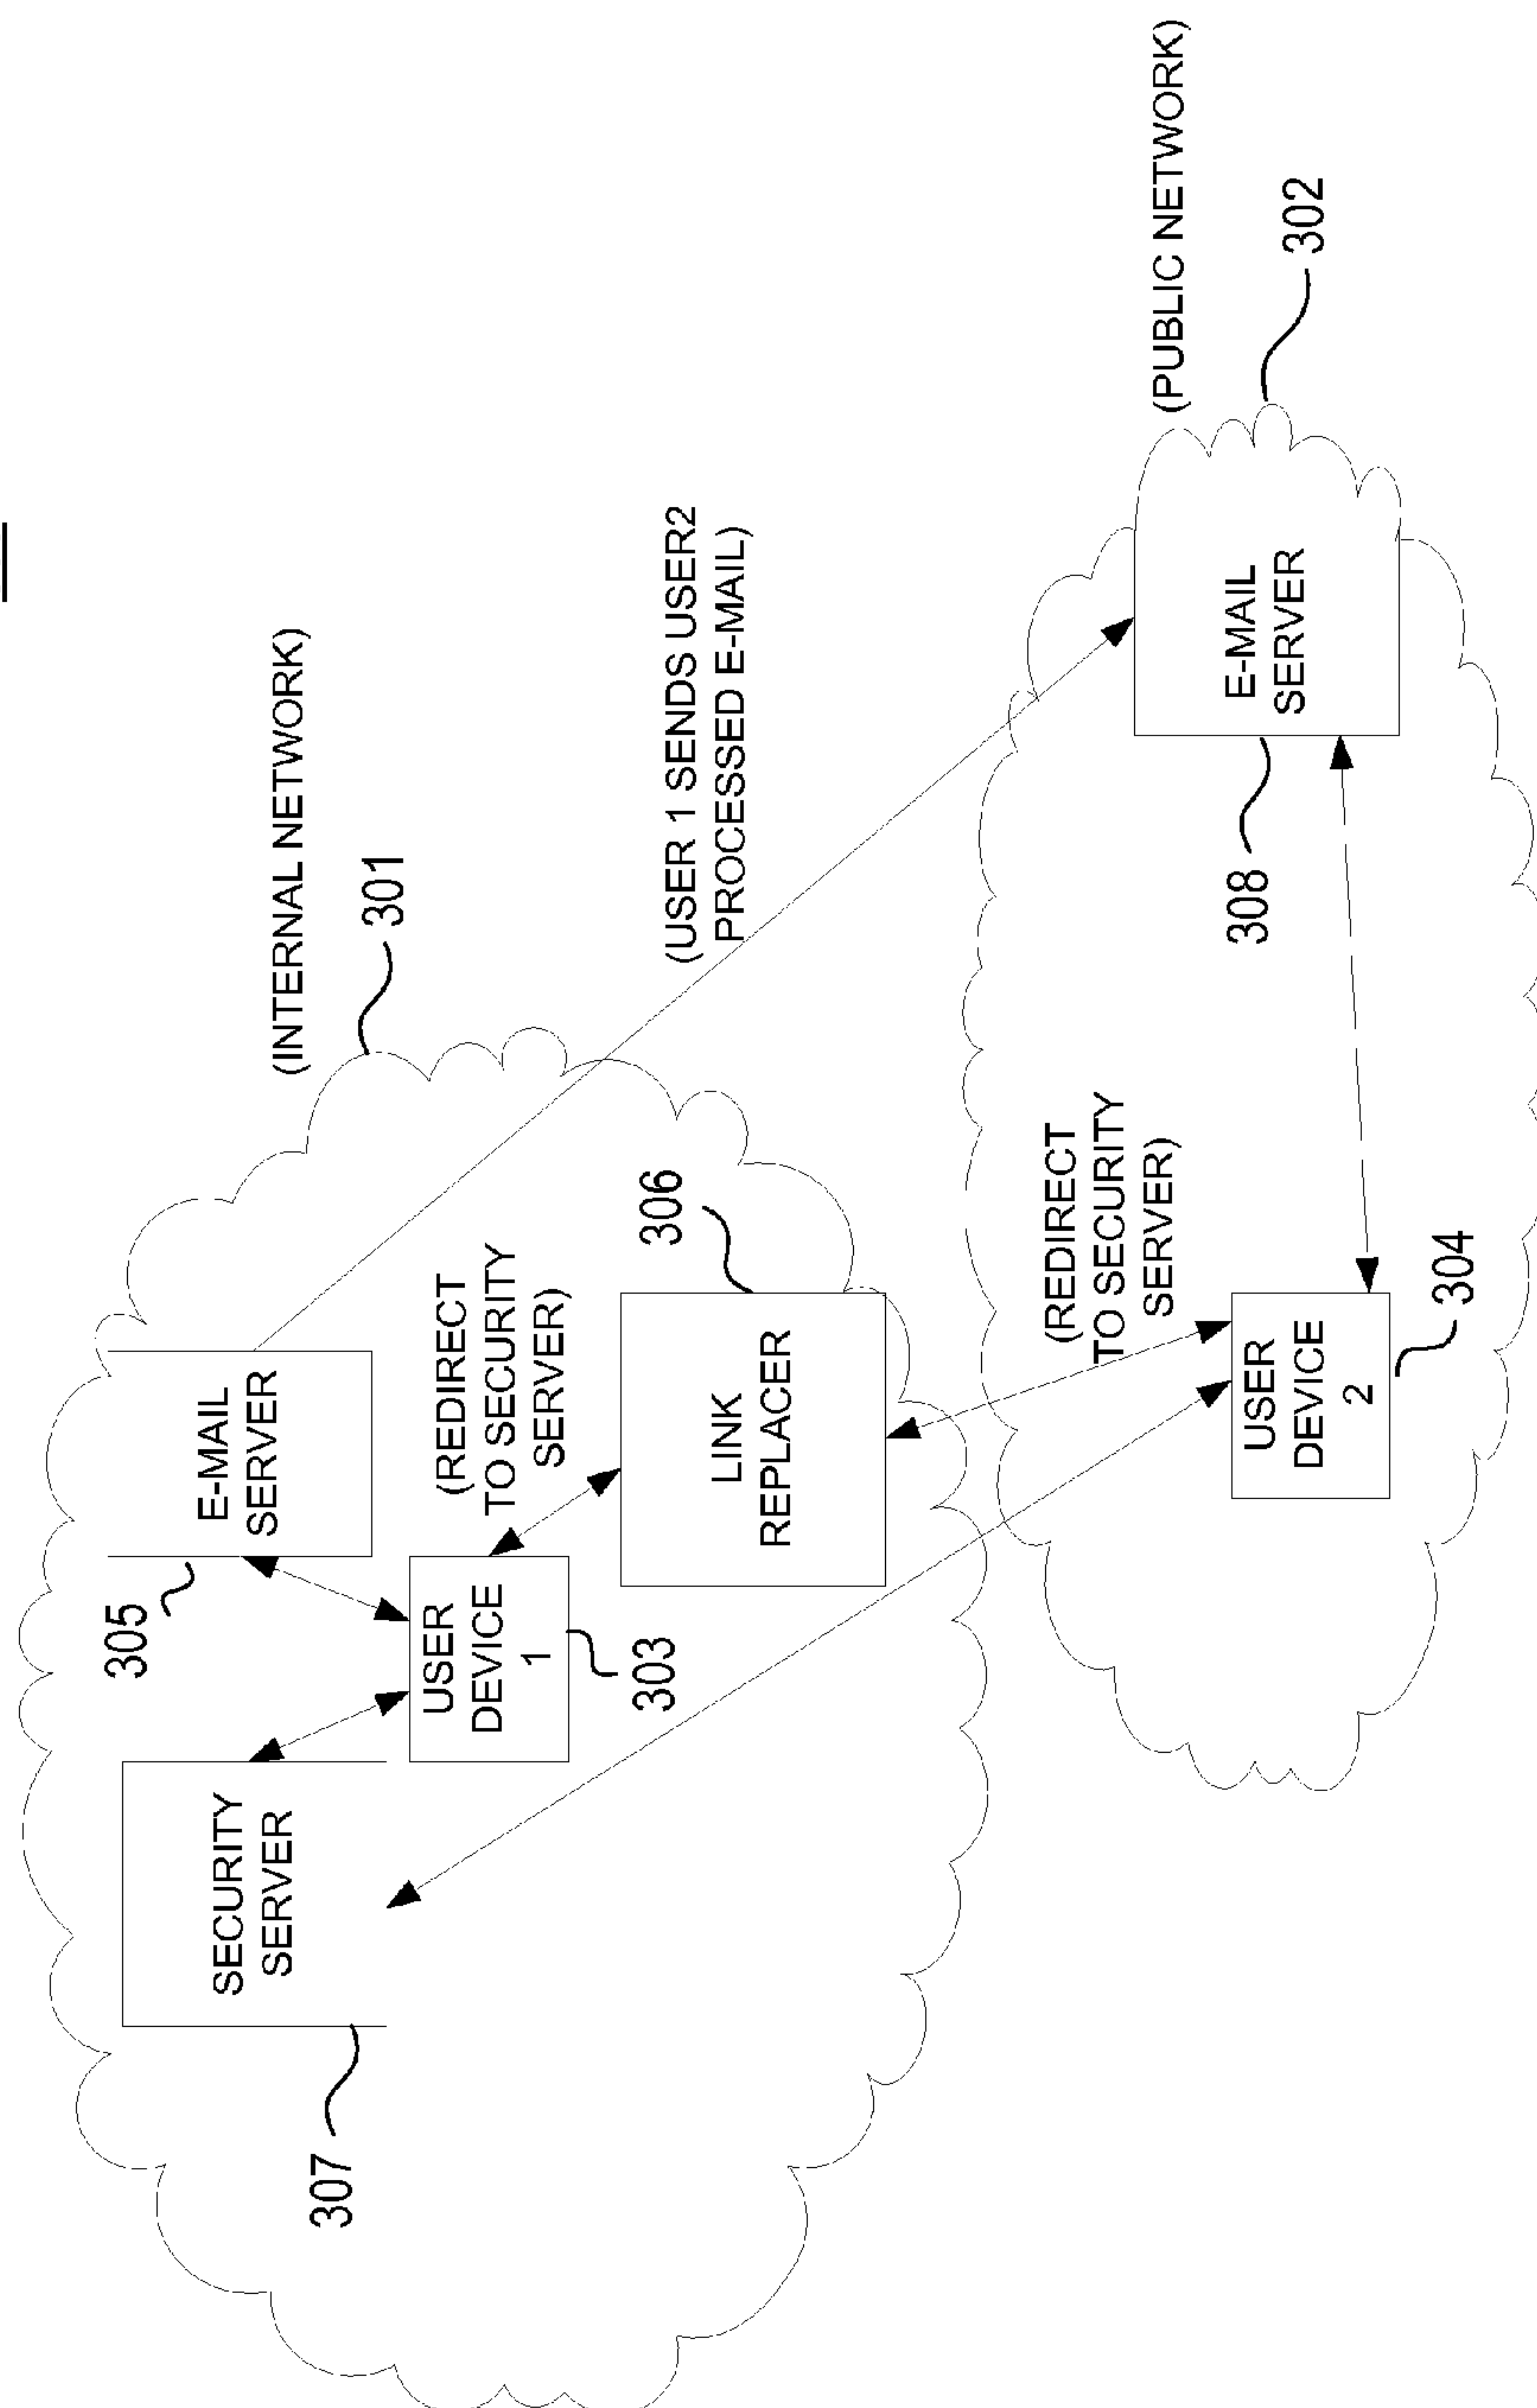 (INTERNAL NETWORK)
301
(PUBLIC NETWORK)
302
(USER 1 SENDS USER2
PROCESSED E-MAIL)
307
SECURITY
SERVER
305
E-MAIL
SERVER
USER
DEVICE
1
303
(REDIRECT
TO SECURITY
SERVER)
306
LINK
REPLACER
(REDIRECT
TO SECURITY
SERVER)
USER
DEVICE
2
304
308
E-MAIL
SERVER